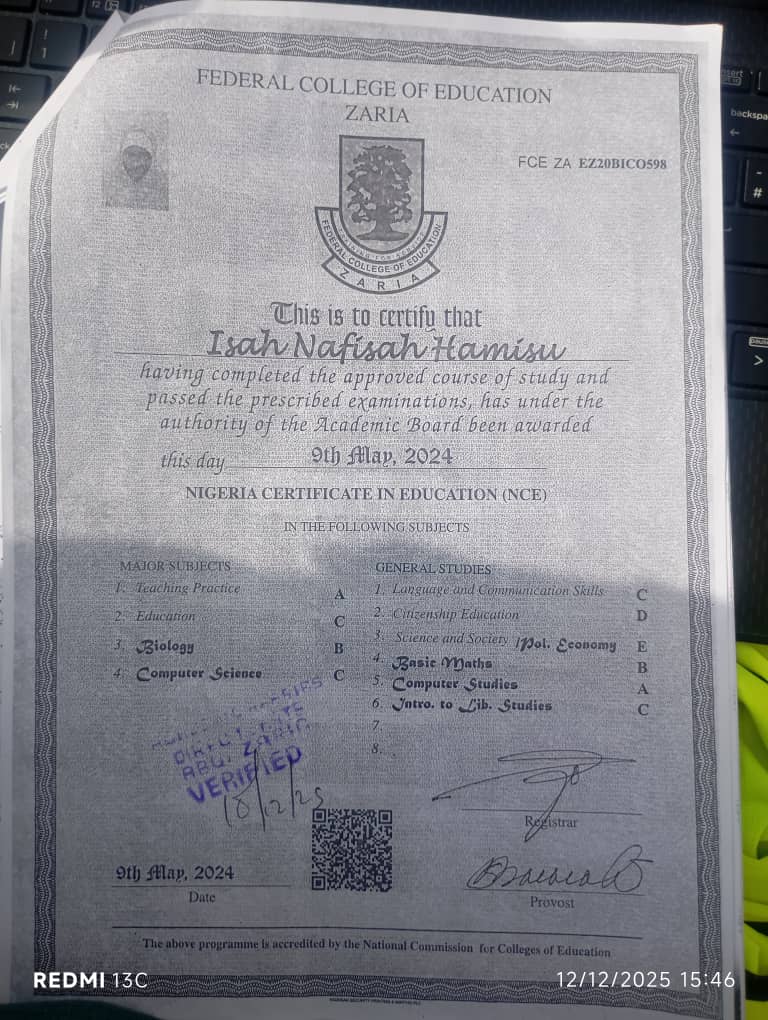 FEDERAL COLLEGE OF EDUCATION
ZARIA
FCE ZA EZ20BICO598
FEDERAL COLLEGE OF EDUCATION
ZARIA
This is to certify that
Isah Nafisah Hamisu
having completed the approved course of study and
passed the prescribed examinations, has under the
authority of the Academic Board been awarded
this day 9th May, 2024
NIGERIA CERTIFICATE IN EDUCATION (NCE)
IN THE FOLLOWING SUBJECTS
MAJOR SUBJECTS
1. Teaching Practice A
2. Education C
3. Biology B
4. Computer Science C
GENERAL STUDIES
1. Language and Communication Skills C
2. Citizenship Education D
3. Science and Society /Pol. Economy E
4. Basic Maths B
5. Computer Studies A
6. Intro. to Lib. Studies C
7.
8.
ABU, ZARIA
VERIFIED
Registrar
9th May, 2024
Date
Provost
The above programme is accredited by the National Commission for Colleges of Education
REDMI 13C
12/12/2025 15:46
backspa